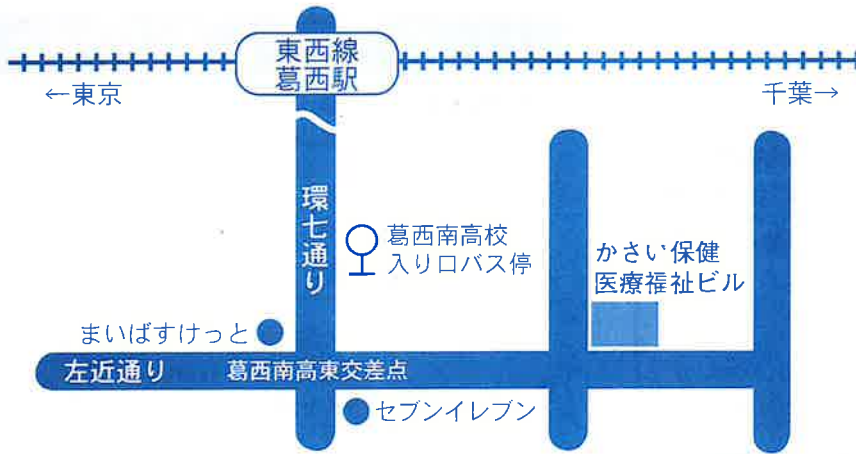 東西線
葛西駅
←東京
千葉→
環七通り
葛西南高校
入り口バス停
かさい保健
医療福祉ビル
まいばすけっと
左近通り
葛西南高東交差点
セブンイレブン